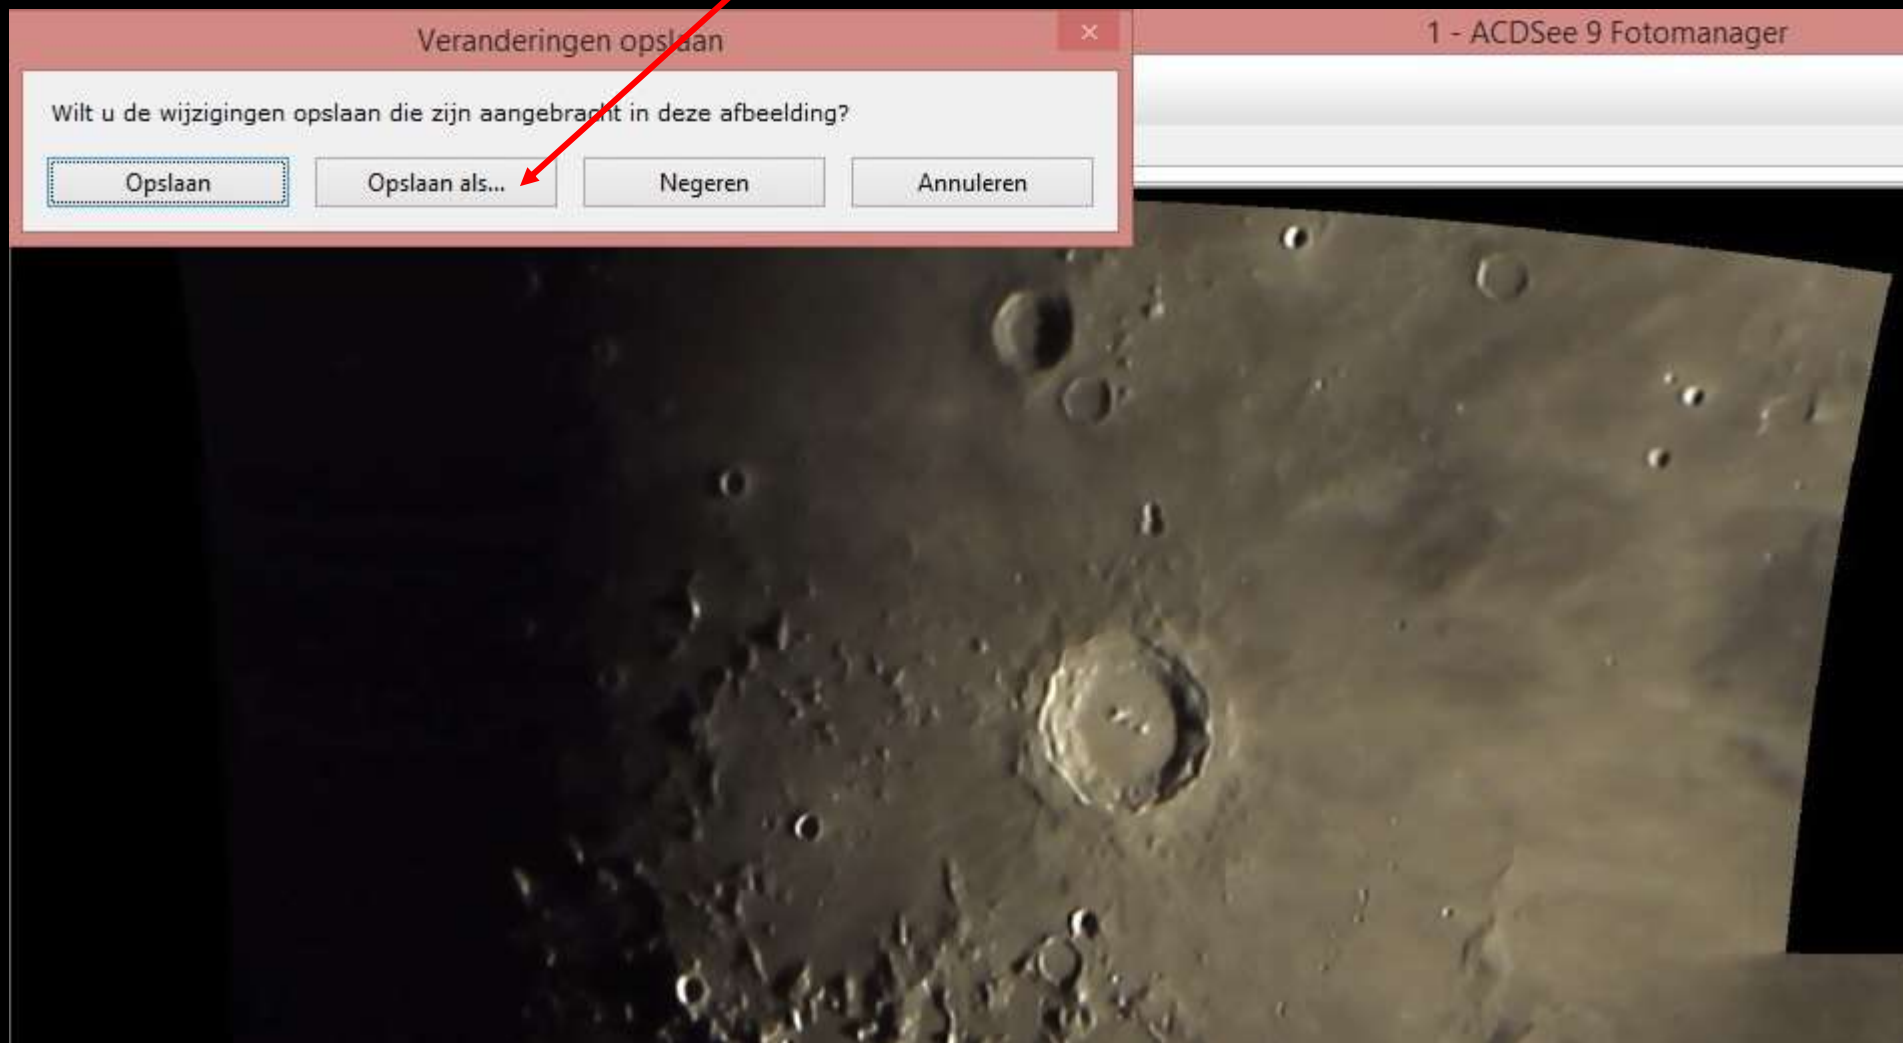 Veranderingen opslaan
1 - ACDSee 9 Fotomanager
Wilt u de wijzigingen opslaan die zijn aangebracht in deze afbeelding?
Opslaan
Opslaan als...
Negeren
Annuleren